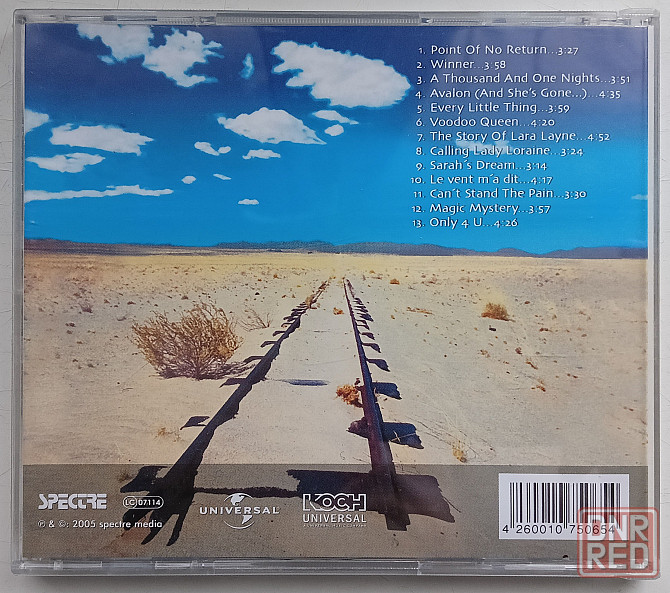 1. Point Of No Return...3:27
2. Winner...3:58
3. A Thousand And One Nights...3:51
4. Avalon (And She's Gone...)...4:35
5. Every Little Thing...3:59
6. Voodoo Queen...4:20
7. The Story Of Lara Layne...4:52
8. Calling Lady Loraine...3:24
9. Sarah´s Dream...3:14
10. Le vent m´a dit...4:17
11. Can´t Stand The Pain...3:30
12. Magic Mystery...3:57
13. Only 4 U...4:26
SPECTRE LC 07114
℗ & ©: 2005 spectre media
UNIVERSAL
KOCH
UNIVERSAL
4 260010 750654
DNR
RED